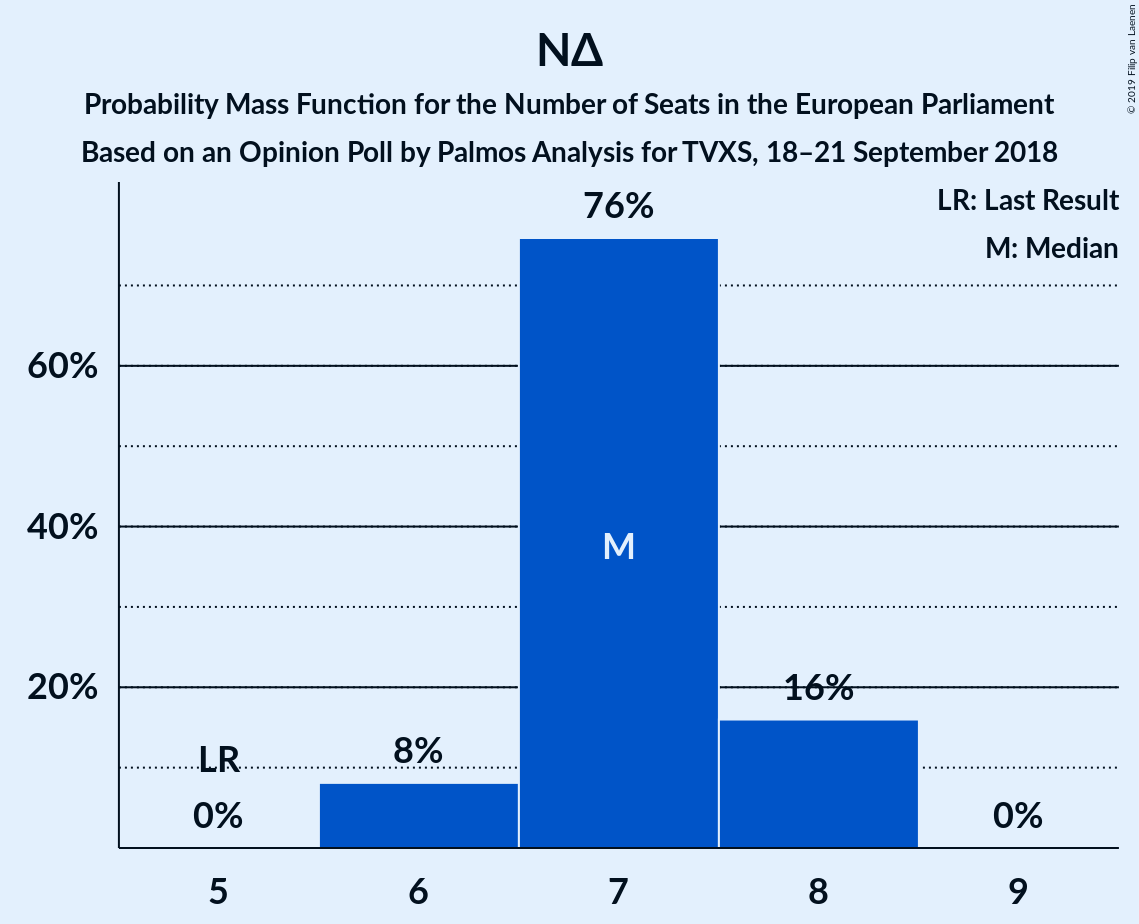 ΝΔ
Probability Mass Function for the Number of Seats in the European Parliament
Based on an Opinion Poll by Palmos Analysis for TVXS, 18–21 September 2018
© 2019 Filip van Laenen
LR: Last Result
M: Median
76%
60%
40%
M
20%
16%
LR
8%
0%
0%
5 6 7 8 9